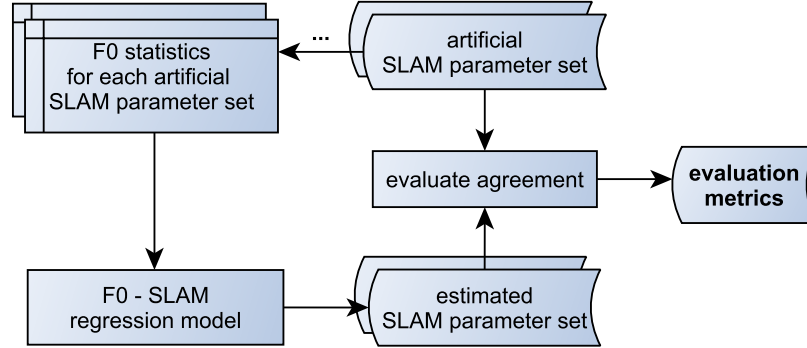 F0 statistics
for each artificial
SLAM parameter set
...
artificial
SLAM parameter set
evaluate agreement
evaluation
metrics
F0 - SLAM
regression model
estimated
SLAM parameter set